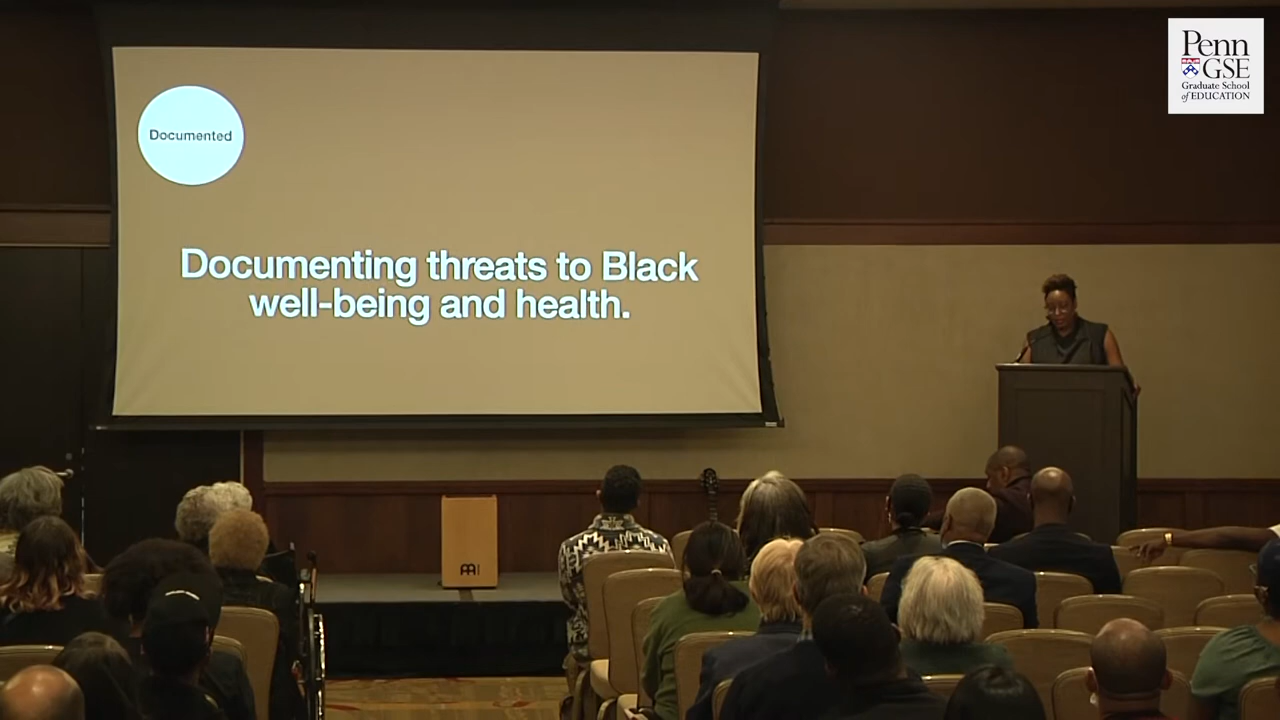 Penn
GSE
Graduate School
of EDUCATION
Documented
Documenting threats to Black
well-being and health.